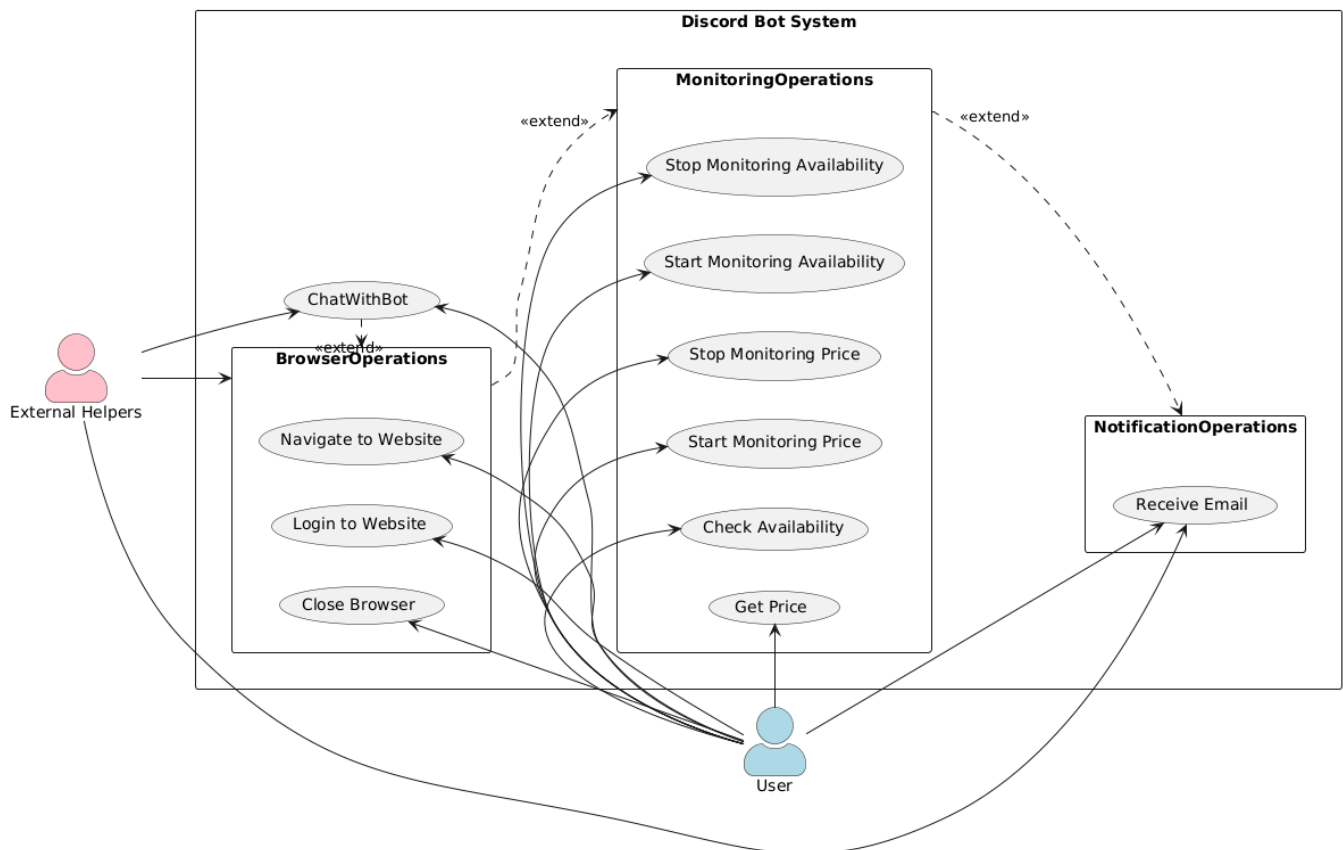 Discord Bot System
MonitoringOperations
«extend»
«extend»
Stop Monitoring Availability
Start Monitoring Availability
ChatWithBot
«extend»
BrowserOperations
Stop Monitoring Price
External Helpers
Navigate to Website
Start Monitoring Price
NotificationOperations
Receive Email
Login to Website
Check Availability
Close Browser
Get Price
User